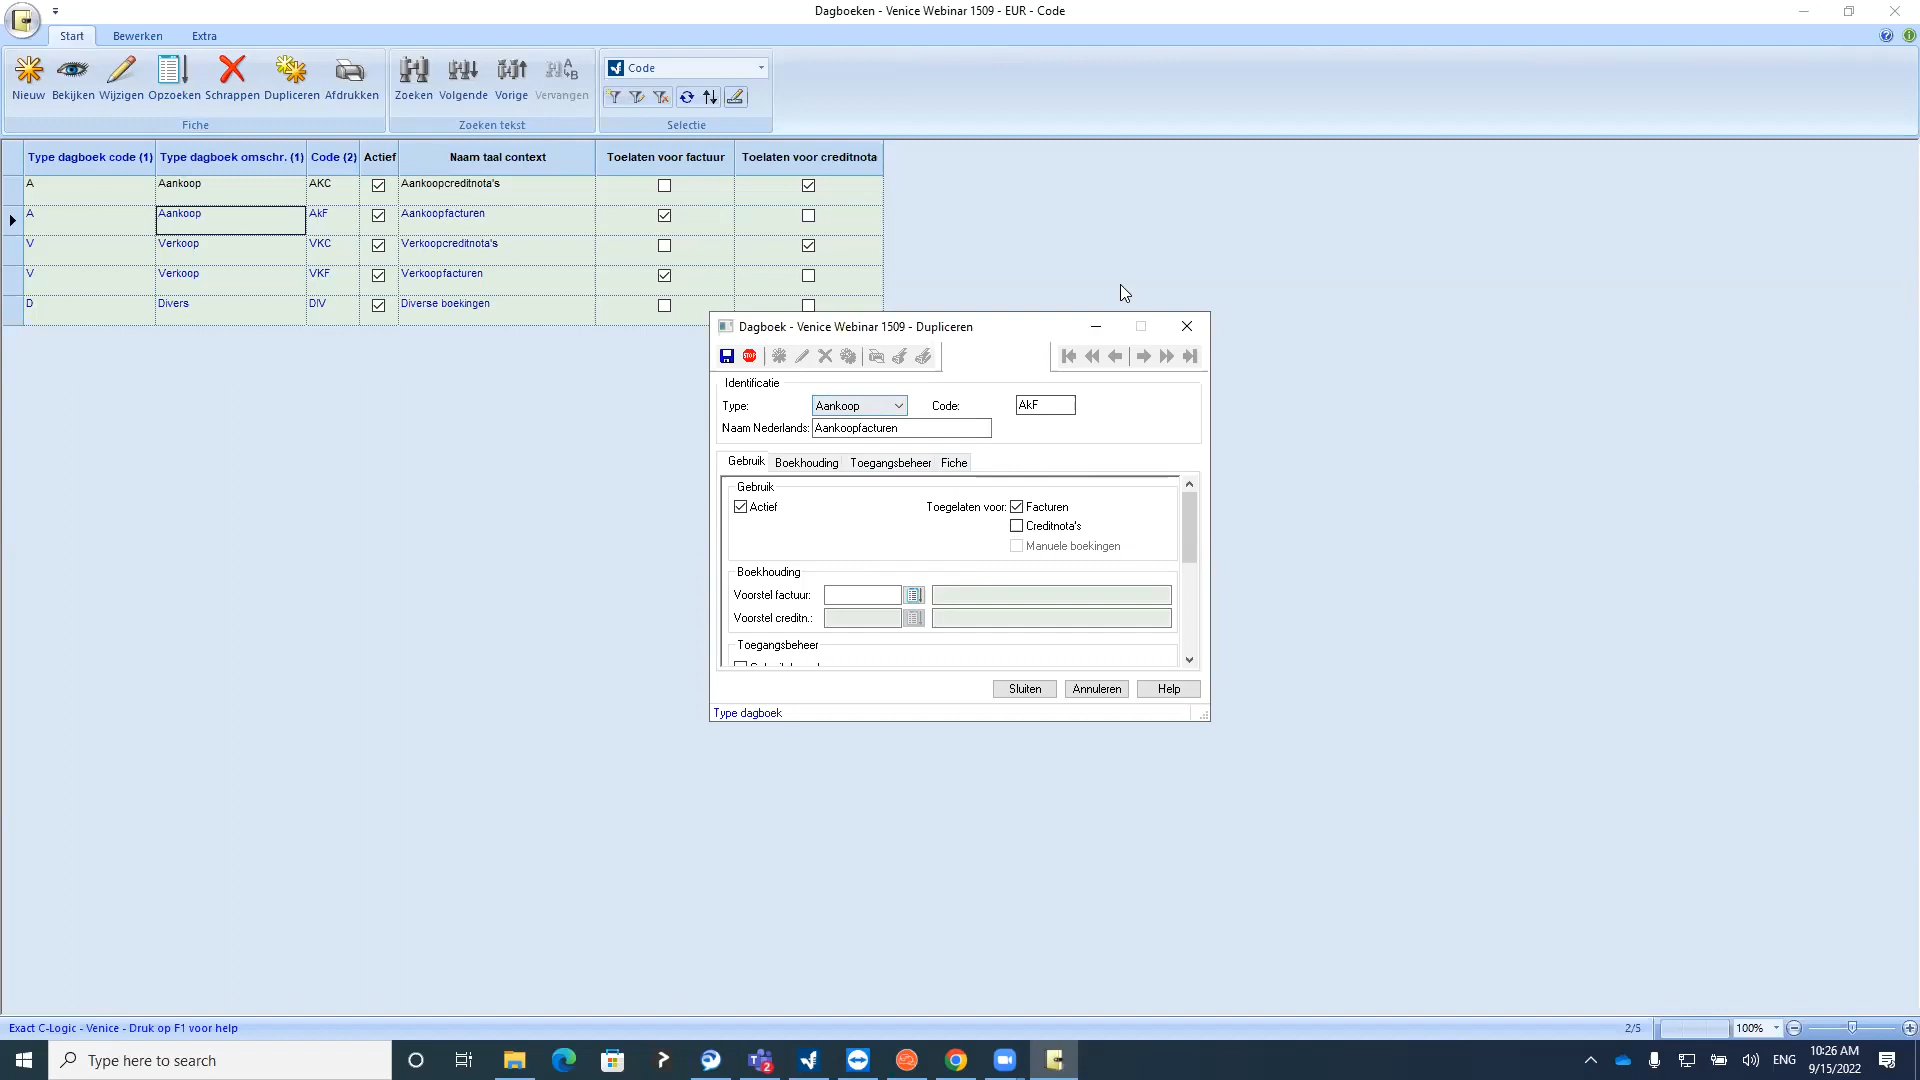 Dagboeken - Venice Webinar 1509 - EUR - Code
Start Bewerken Extra
Nieuw Bekijken Wijzigen Opzoeken Schrappen Dupliceren Afdrukken Zoeken Volgende Vorige Vervangen Code
Fiche Zoeken tekst Selectie
Type dagboek code (1) Type dagboek omschr. (1) Code (2) Actief Naam taal context Toelaten voor factuur Toelaten voor creditnota
A Aankoop AKC Aankoopcreditnota's
A Aankoop AkF Aankoopfacturen
V Verkoop VKC Verkoopcreditnota's
V Verkoop VKF Verkoopfacturen
D Divers DIV Diverse boekingen
Dagboek - Venice Webinar 1509 - Dupliceren
STOP
Identificatie
Type: Aankoop Code: AkF
Naam Nederlands: Aankoopfacturen
Gebruik Boekhouding Toegangsbeheer Fiche
Gebruik
Actief Toegelaten voor: Facturen
Creditnota's
Manuele boekingen
Boekhouding
Voorstel factuur:
Voorstel creditn.:
Toegangsbeheer
Sluiten Annuleren Help
Type dagboek
Exact C-Logic - Venice - Druk op F1 voor help 2/5 100%
Type here to search 2 ENG 10:26 AM
9/15/2022